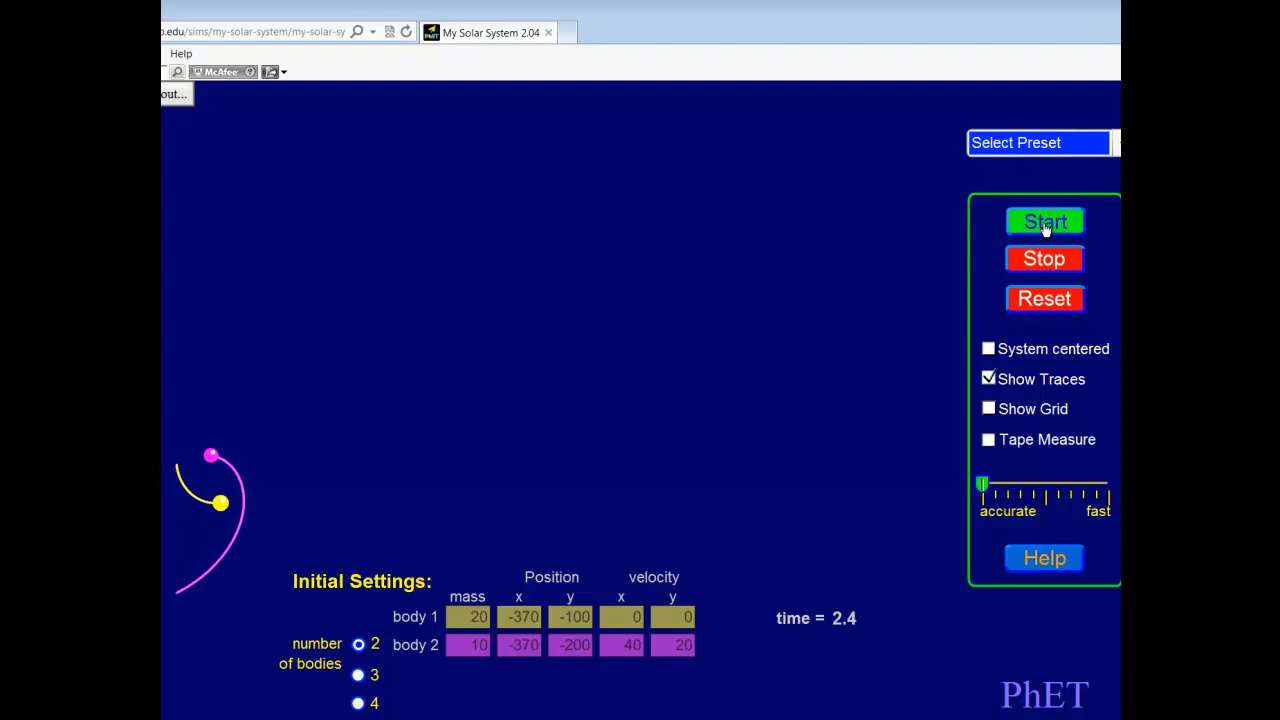 o.edu/sims/my-solar-system/my-solar-sy
My Solar System 2.04
Help
McAfee
out...
Select Preset
Start
Stop
Reset
System centered
Show Traces
Show Grid
Tape Measure
accurate fast
Help
Initial Settings:
Position velocity
mass x y x y
body 1 20 -370 -100 0 0
time = 2.4
number of bodies
2
body 2 10 -370 -200 40 20
3
4
PhET